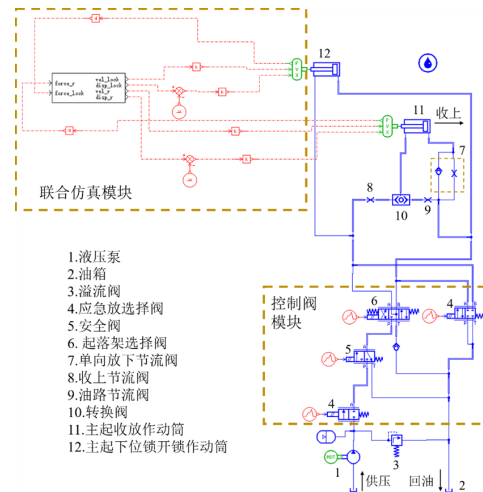 12
force_r
force_lock
vel_lock
disp_lock
vel_r
disp_r
11
收上
7
联合仿真模块
8
10
9
1.液压泵
2.油箱
3.溢流阀
4.应急放选择阀
5.安全阀
6. 起落架选择阀
7.单向放下节流阀
8.收上节流阀
9.油路节流阀
10.转换阀
11.主起收放作动筒
12.主起下位锁开锁作动筒
控制阀
模块
6
4
5
4
1
供压
3
回油
2